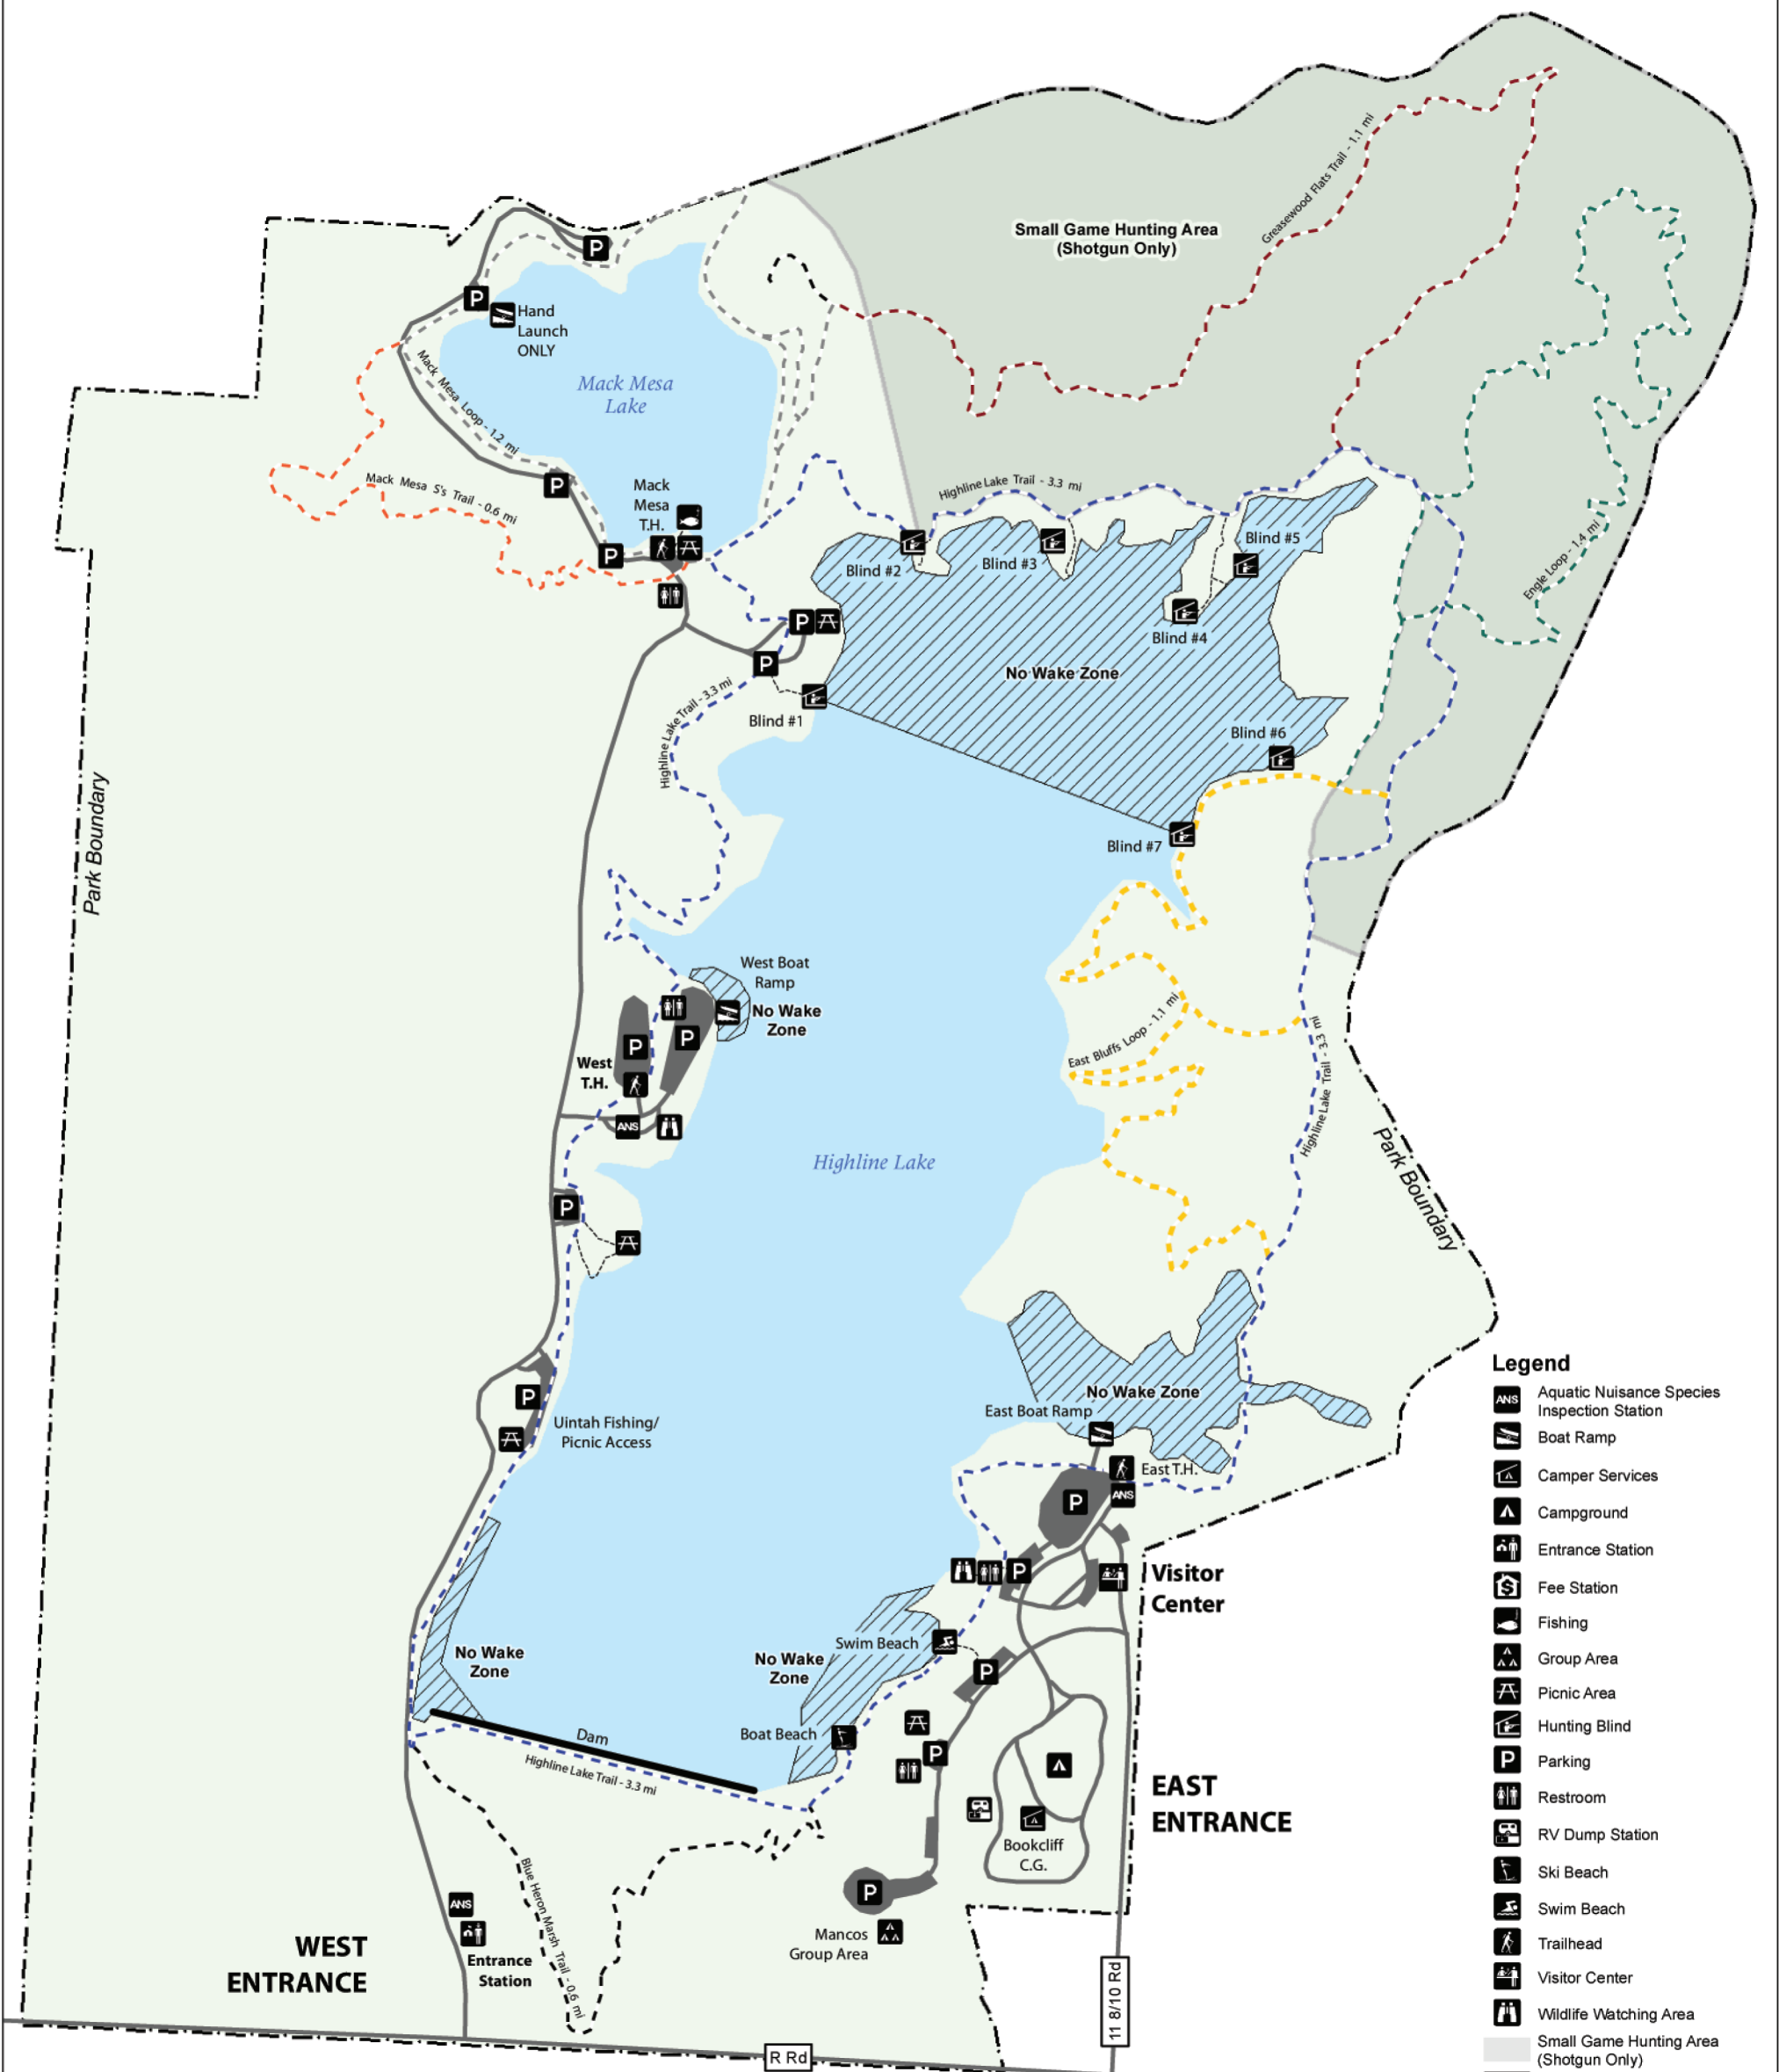 Greasewood Flats Trail - 1.1 mi
Small Game Hunting Area
(Shotgun Only)
P
P
Hand
Launch
ONLY
Mack Mesa
Lake
Mack Mesa Loop - 1.2 mi
Mack Mesa S's Trail - 0.6 mi
P
Mack
Mesa
T.H.
P
Highline Lake Trail - 3.3 mi
Blind #2
Blind #3
Blind #5
Blind #4
Engle Loop - 1.4 mi
P
P
Blind #1
No Wake Zone
Highline Lake Trail - 3.3 mi
Blind #6
Blind #7
Park Boundary
West Boat
Ramp
No Wake
Zone
P
P
West
T.H.
ANS
East Bluffs Loop - 1.1 mi
Highline Lake Trail - 3.3 mi
Park Boundary
Highline Lake
P
P
Uintah Fishing/
Picnic Access
No Wake Zone
East Boat Ramp
East T.H.
P
ANS
P
Visitor
Center
Swim Beach
P
No Wake
Zone
No Wake
Zone
Boat Beach
P
Dam
Highline Lake Trail - 3.3 mi
EAST
ENTRANCE
Bookcliff
C.G.
Blue Heron Marsh Trail - 0.6 mi
P
Mancos
Group Area
ANS
Entrance
Station
WEST
ENTRANCE
11 8/10 Rd
R Rd
Legend
ANS
Aquatic Nuisance Species
Inspection Station
Boat Ramp
Camper Services
Campground
Entrance Station
Fee Station
Fishing
Group Area
Picnic Area
Hunting Blind
P Parking
Restroom
RV Dump Station
Ski Beach
Swim Beach
Trailhead
Visitor Center
Wildlife Watching Area
Small Game Hunting Area
(Shotgun Only)